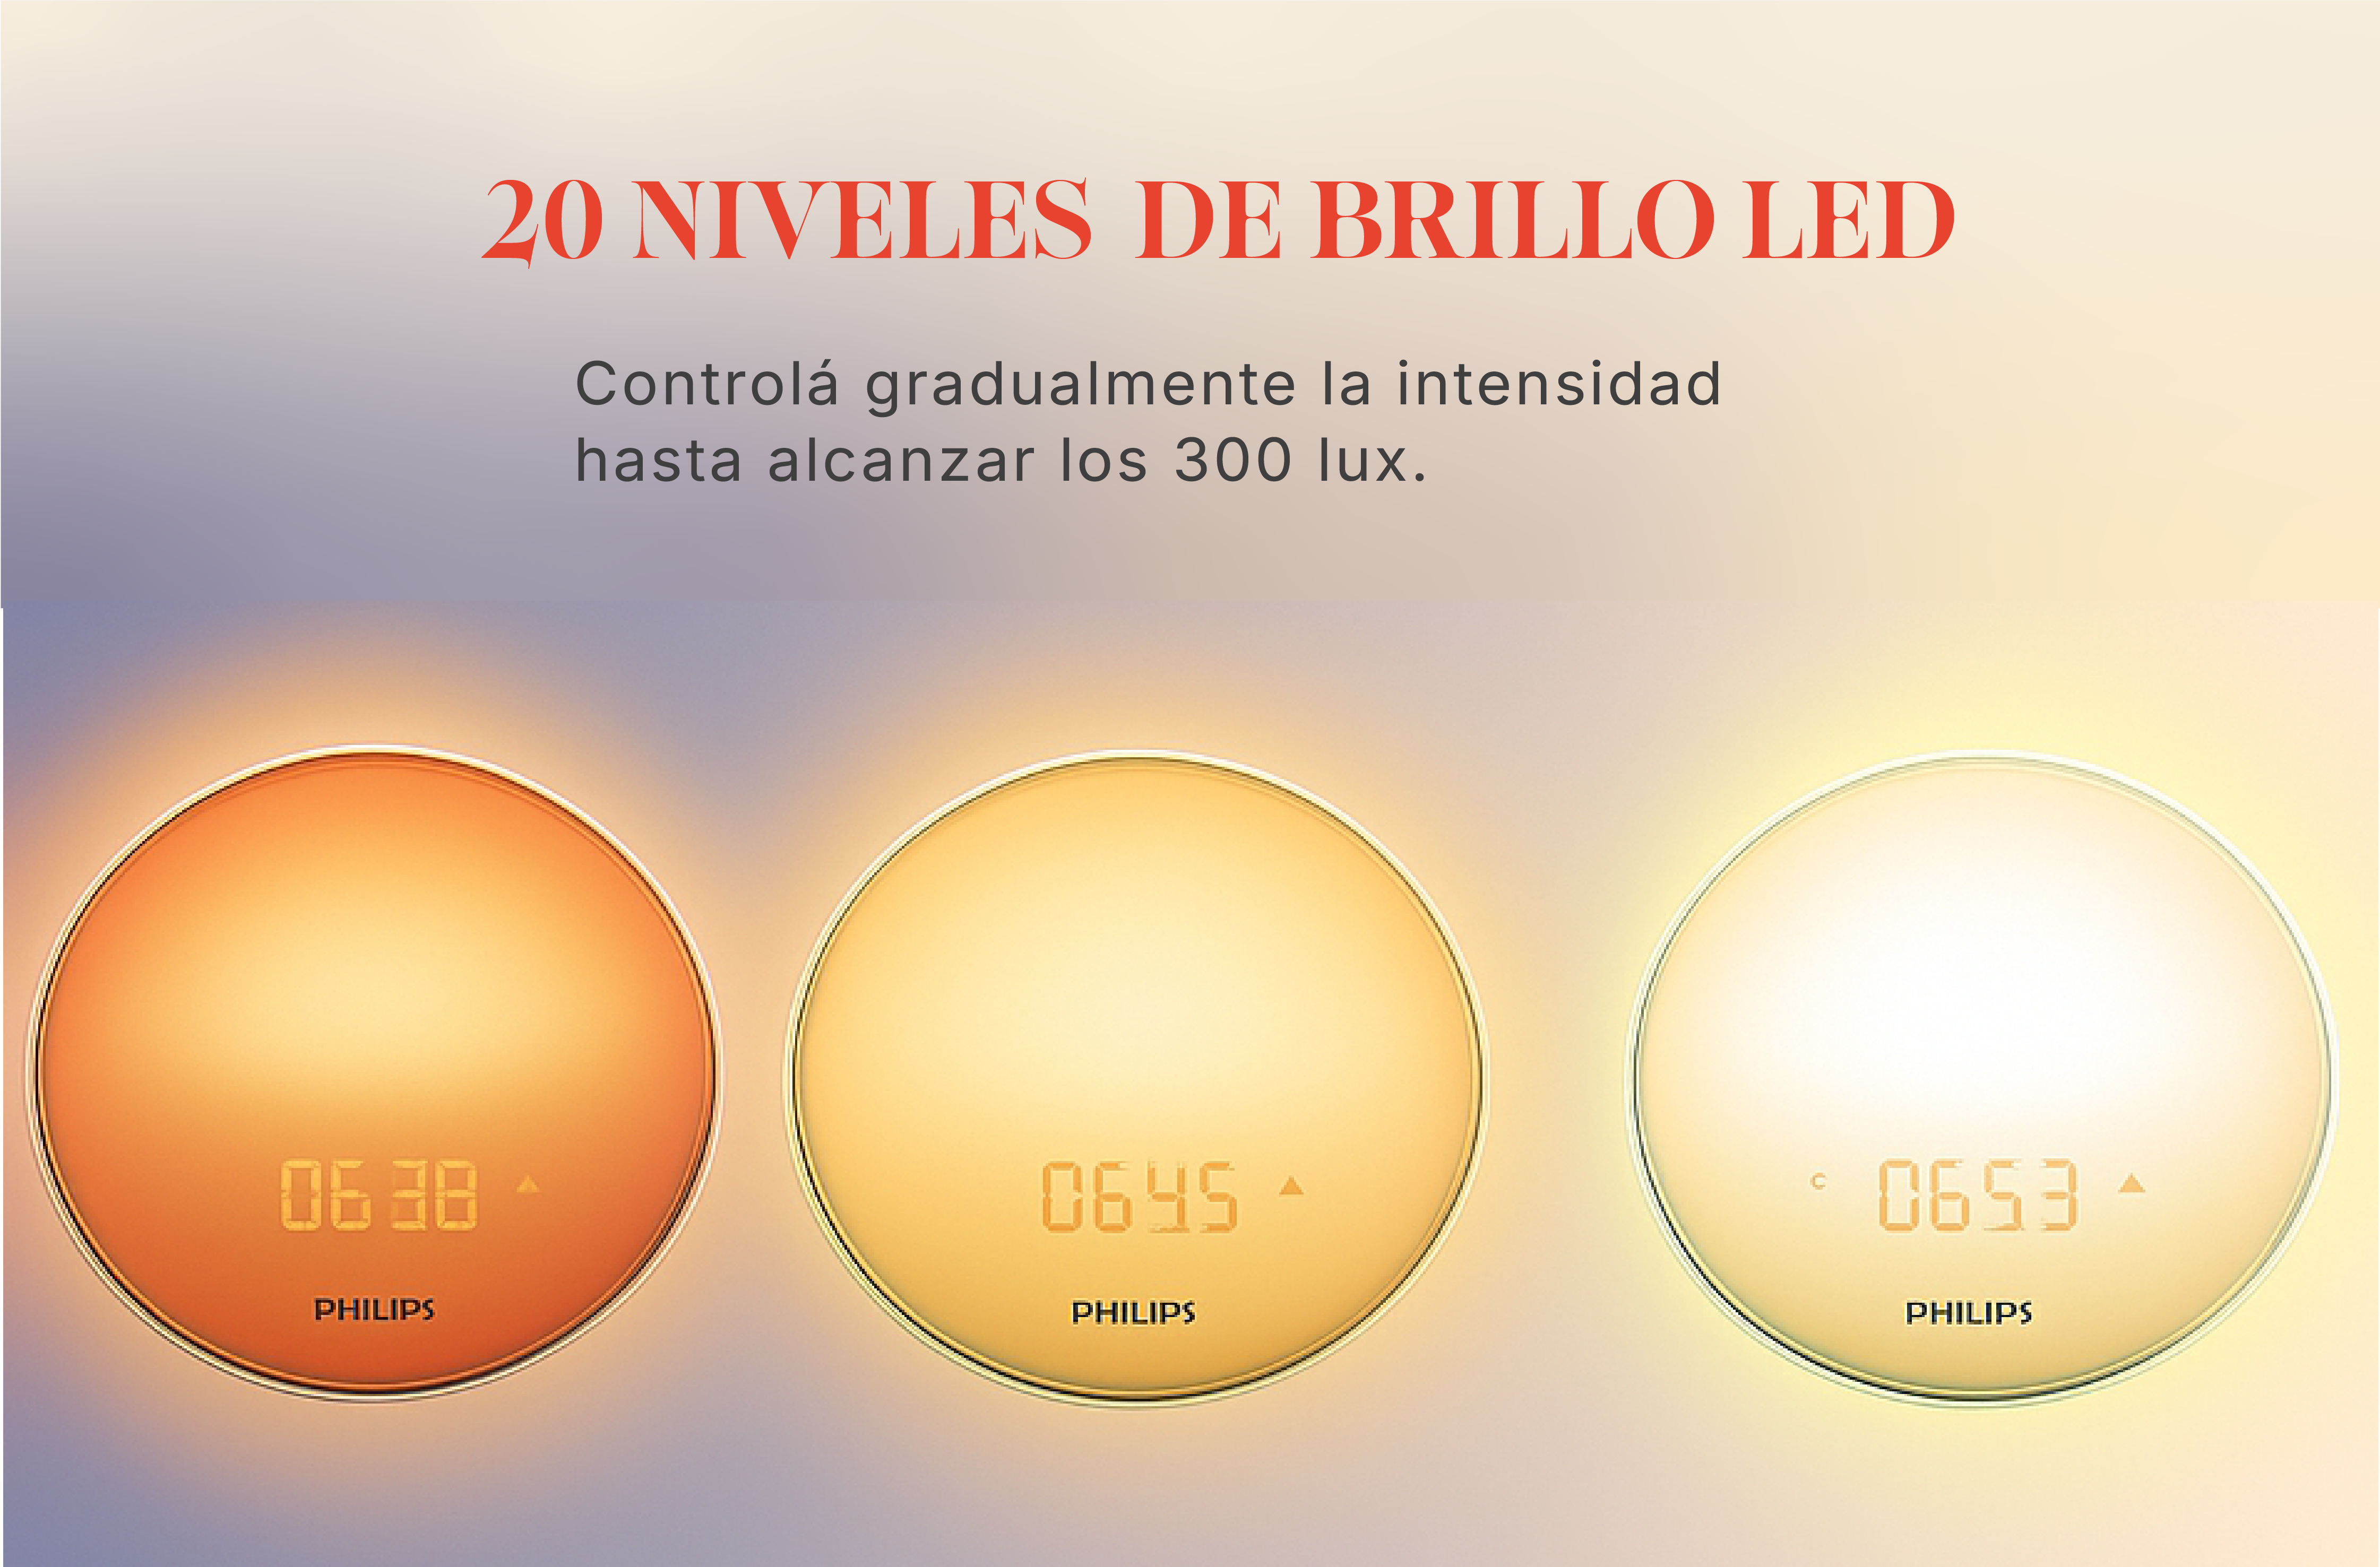 20 NIVELES DE BRILLO LED
Controlá gradualmente la intensidad
hasta alcanzar los 300 lux.
0638
PHILIPS
0645
PHILIPS
0653
PHILIPS